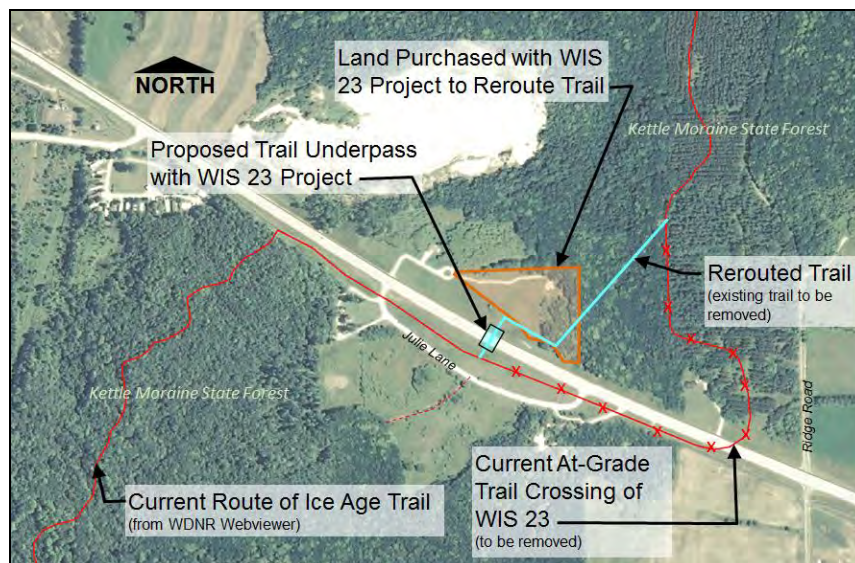 NORTH
Land Purchased with WIS
23 Project to Reroute Trail
Kettle Moraine State Forest
Proposed Trail Underpass
with WIS 23 Project
Rerouted Trail
(existing trail to be
removed)
Julie Lane
Kettle Moraine State Forest
Ridge Road
Current Route of Ice Age Trail
(from WDNR Webviewer)
Current At-Grade
Trail Crossing of
WIS 23
(to be removed)